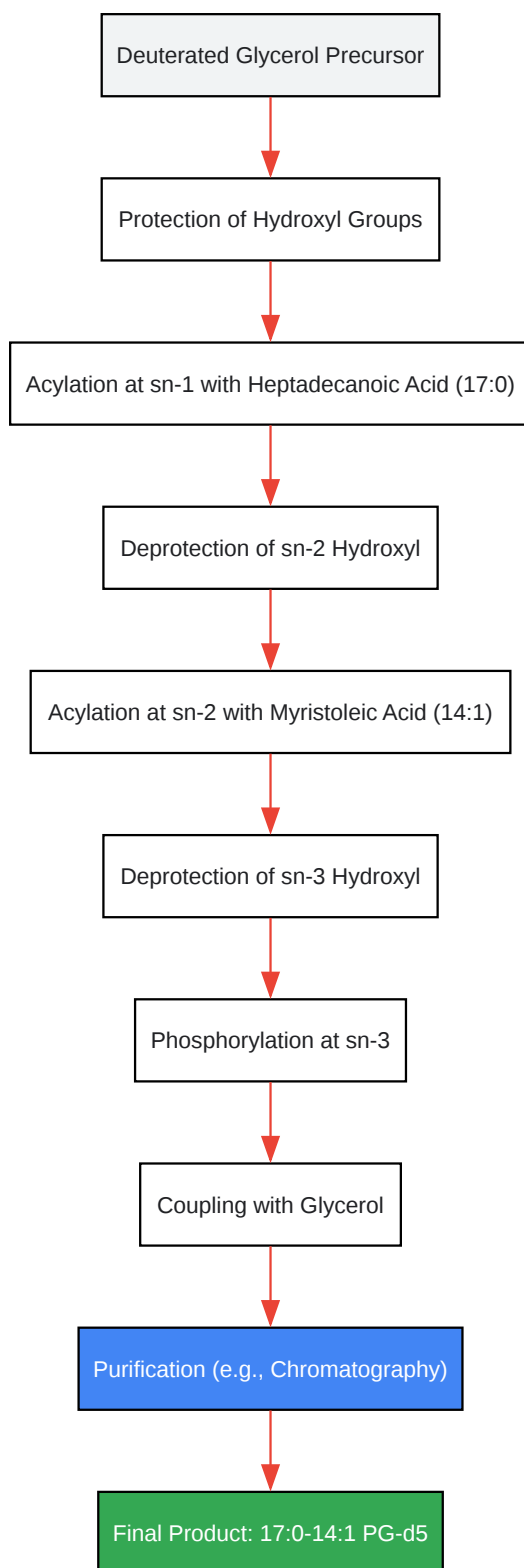 Deuterated Glycerol Precursor
Protection of Hydroxyl Groups
Acylation at sn-1 with Heptadecanoic Acid (17:0)
Deprotection of sn-2 Hydroxyl
Acylation at sn-2 with Myristoleic Acid (14:1)
Deprotection of sn-3 Hydroxyl
Phosphorylation at sn-3
Coupling with Glycerol
Purification (e.g., Chromatography)
Final Product: 17:0-14:1 PG-d5